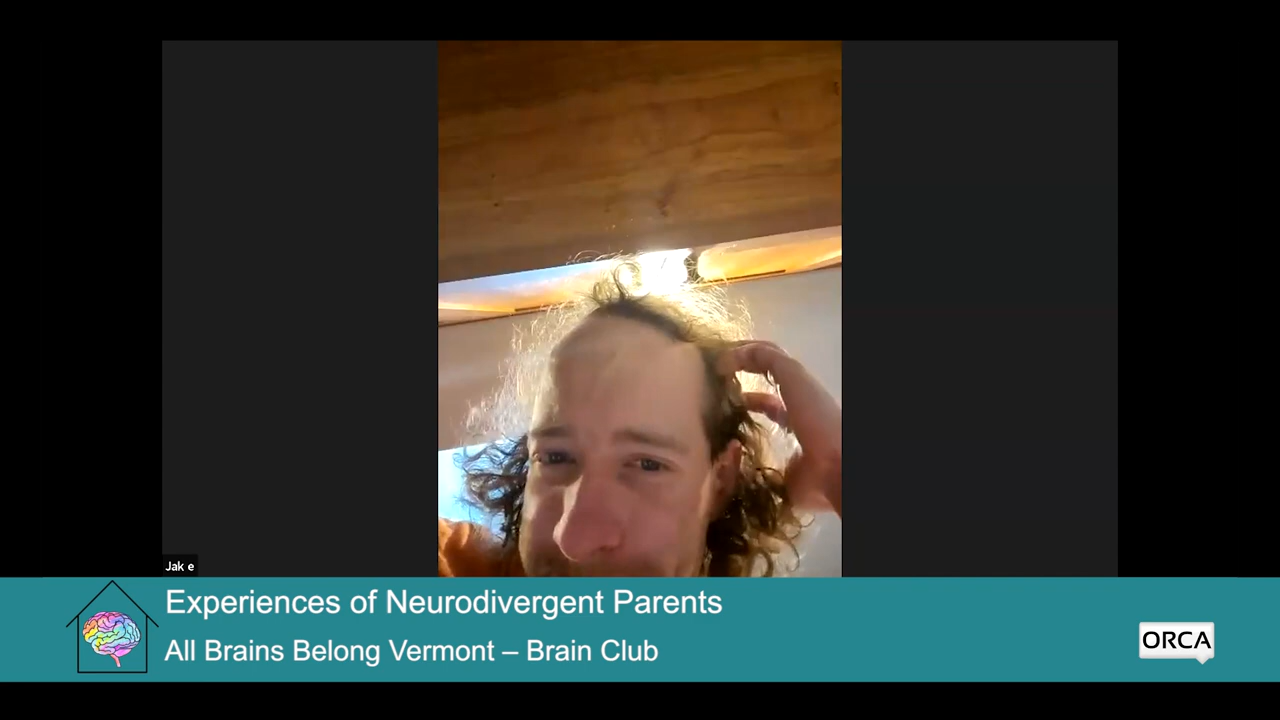 Jak e
Experiences of Neurodivergent Parents
All Brains Belong Vermont – Brain Club
ORCA